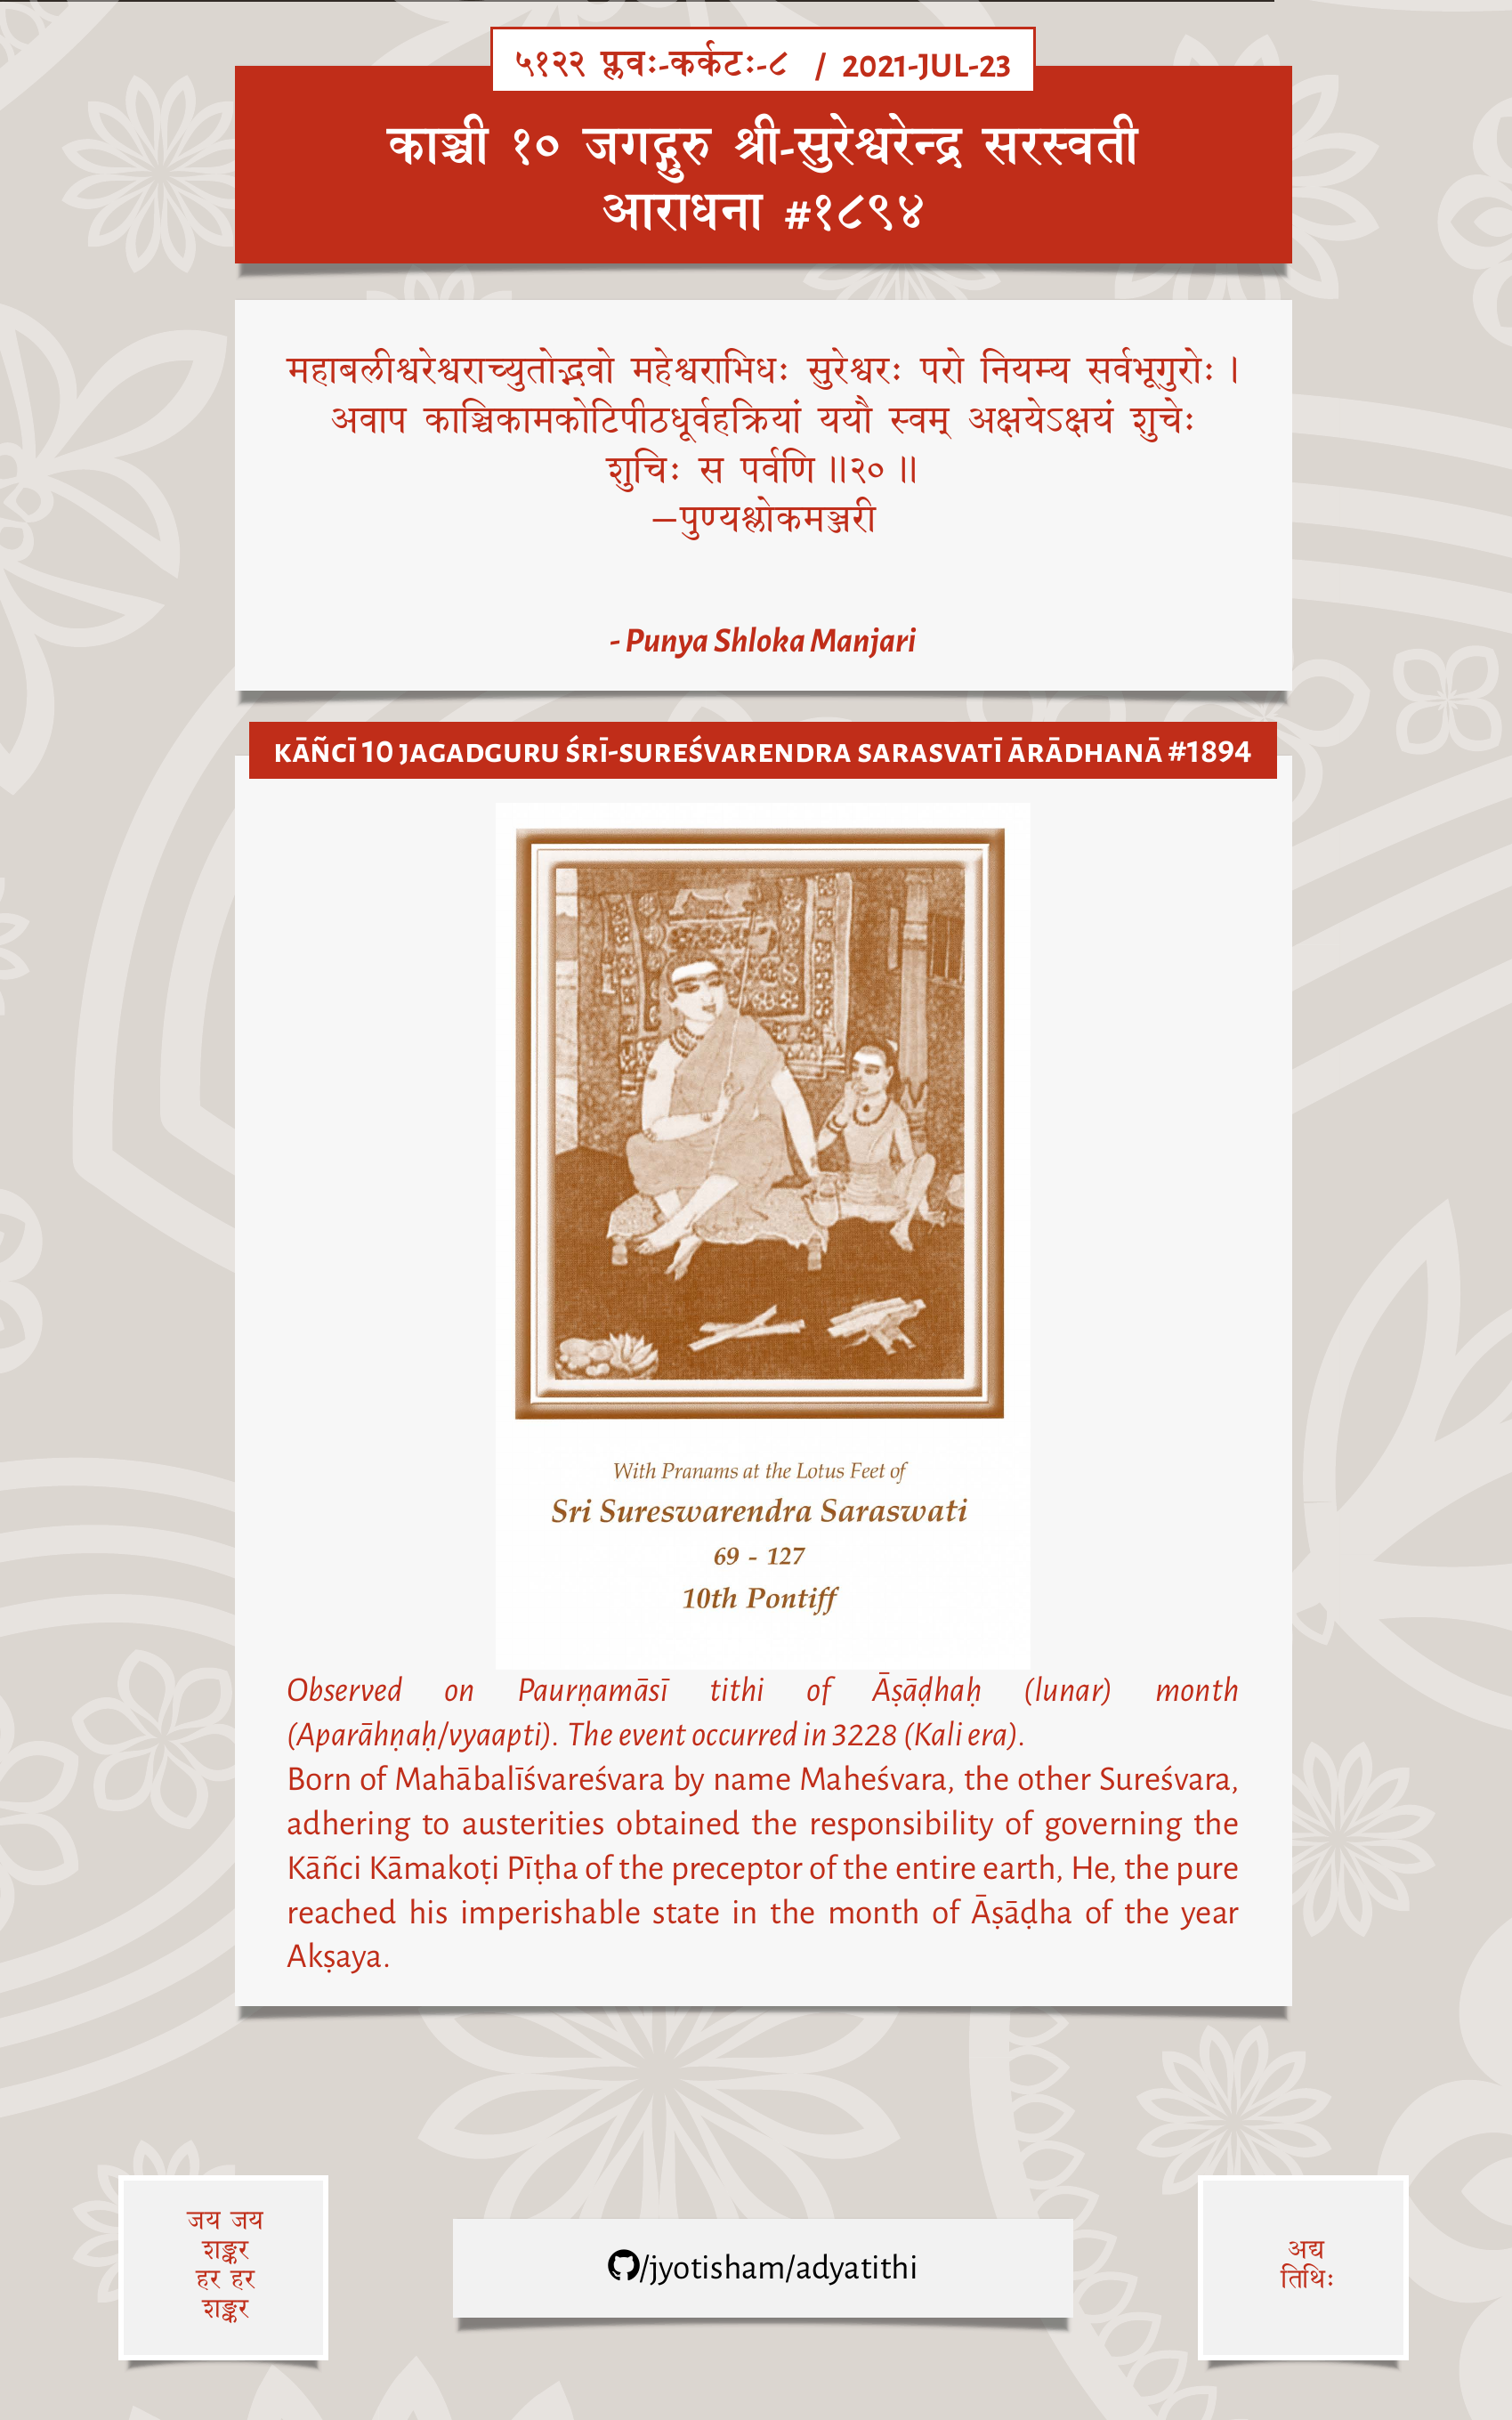 ५१२२ प्लवः-कर्कटः-८ / 2021-JUL-23
काञ्ची १० जगद्गुरु श्री-सुरेश्वरेन्द्र सरस्वती
आराधना #१८९४
महाबलीश्वरेश्वराच्युतोद्भवो महेश्वराभिधः सुरेश्वरः परो नियम्य सर्वभूगुरोः ।
अवाप काञ्चिकामकोटिपीठधूर्वहक्रियां ययौ स्वम् अक्षयेऽक्षयं शुचेः
शुचिः स पर्वणि ॥२० ॥
—पुण्यश्लोकमञ्जरी
- Punya Shloka Manjari
KĀÑCĪ 10 JAGADGURU ŚRĪ-SUREŚVARENDRA SARASVATĪ ĀRĀDHANĀ #1894
With Pranams at the Lotus Feet of
Sri Sureswarendra Saraswati
69 - 127
10th Pontiff
Observed on Paurṇamāsī tithi of Āṣāḍhaḥ (lunar) month
(Aparāhṇaḥ/vyaapti). The event occurred in 3228 (Kali era).
Born of Mahābalīśvareśvara by name Maheśvara, the other Sureśvara,
adhering to austerities obtained the responsibility of governing the
Kāñci Kāmakoṭi Pīṭha of the preceptor of the entire earth, He, the pure
reached his imperishable state in the month of Āṣāḍha of the year
Akṣaya.
जय जय
शङ्कर
हर हर
शङ्कर
/jyotisham/adyatithi
अद्य
तिथिः